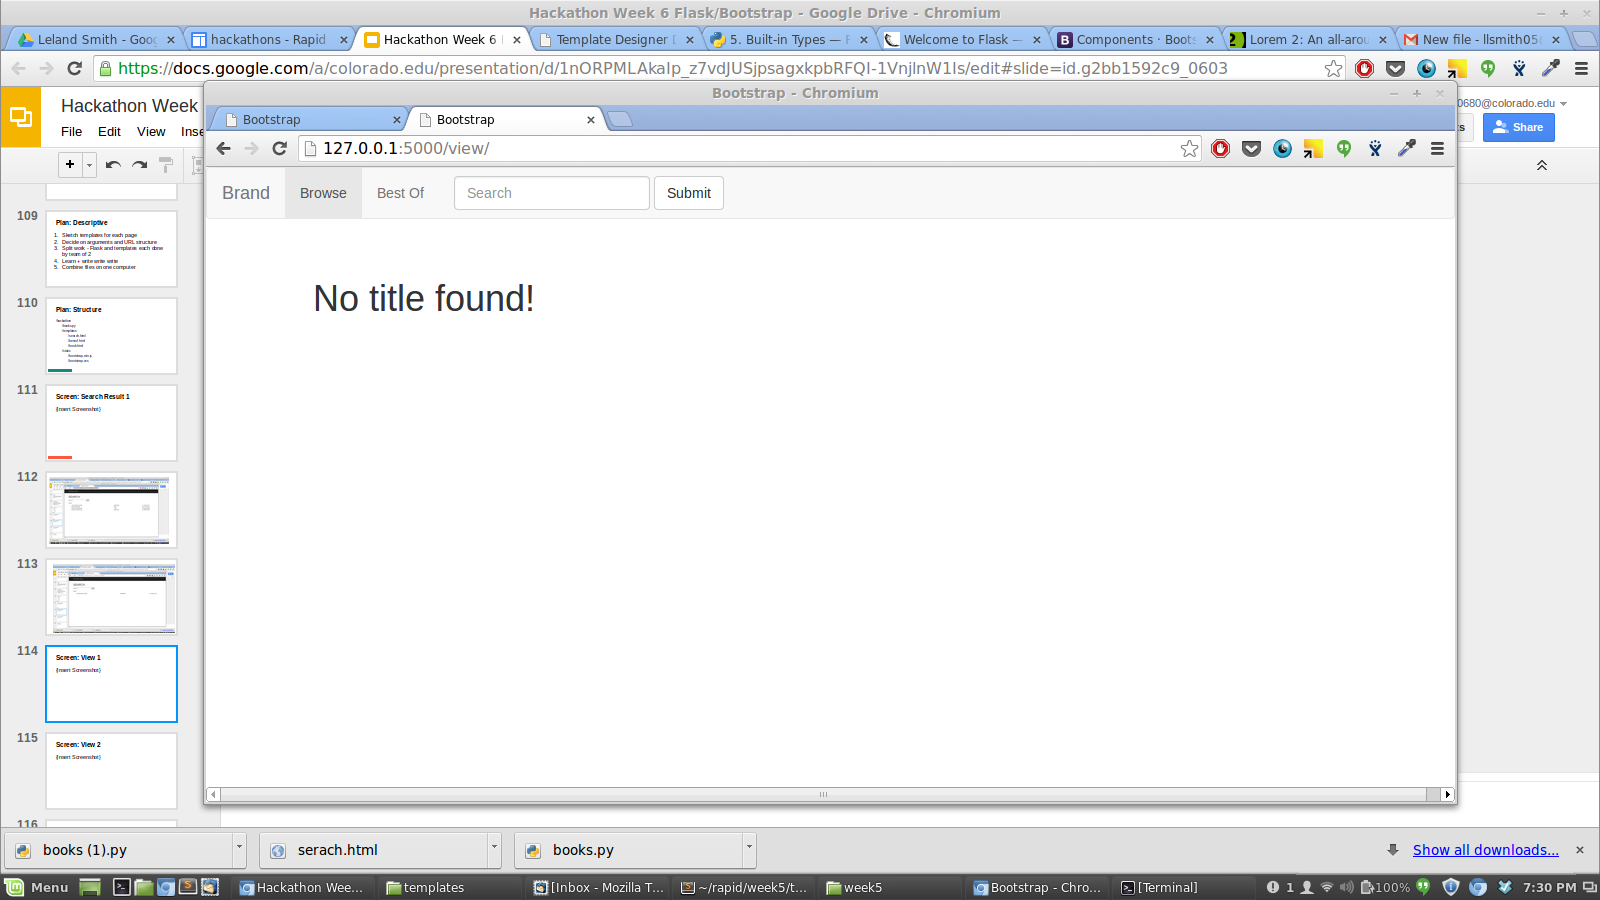 Hackathon Week 6 Flask/Bootstrap - Google Drive - Chromium
Leland Smith - Goog
hackathons - Rapid
Hackathon Week 6
Template Designer D
5. Built-in Types —
Welcome to Flask —
Components · Boots
Lorem 2: An all-arou
New file - llsmith05
https://docs.google.com/a/colorado.edu/presentation/d/1nORPMLAkaIp_z7vdJUSjpsagxkpbRFQI-1VnjlnW1Is/edit#slide=id.g2bb1592c9_0603
Hackathon Week
0680@colorado.edu
File Edit View Inse
Share
Bootstrap - Chromium
Bootstrap
Bootstrap
127.0.0.1:5000/view/
Brand Browse Best Of Search Submit
No title found!
109
Plan: Descriptive
1. Sketch templates for each page
2. Decide on arguments and URL structure
3. Split work - Flask and templates each done
by team of 2
4. Learn + write write write
5. Combine files on one computer
110
Plan: Structure
111
Screen: Search Result 1
{Insert Screenshot}
112
113
114
Screen: View 1
{Insert Screenshot}
115
Screen: View 2
{Insert Screenshot}
116
books (1).py
serach.html
books.py
Show all downloads...
Menu
Hackathon Wee...
templates
[Inbox - Mozilla T...
~/rapid/week5/t...
week5
Bootstrap - Chro...
[Terminal]
1
100%
7:30 PM